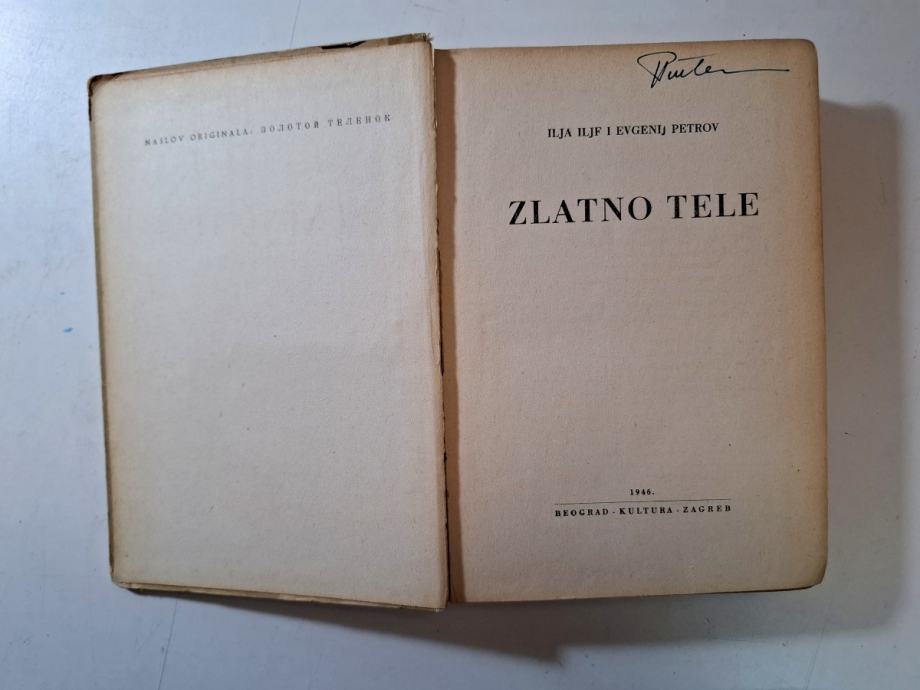 NASLOV ORIGINALA: ЗОЛОТОЙ ТЕЛЕНОК
ILJA ILJF I EVGENIJ PETROV
ZLATNO TELE
1946.
BEOGRAD · KULTURA · ZAGREB